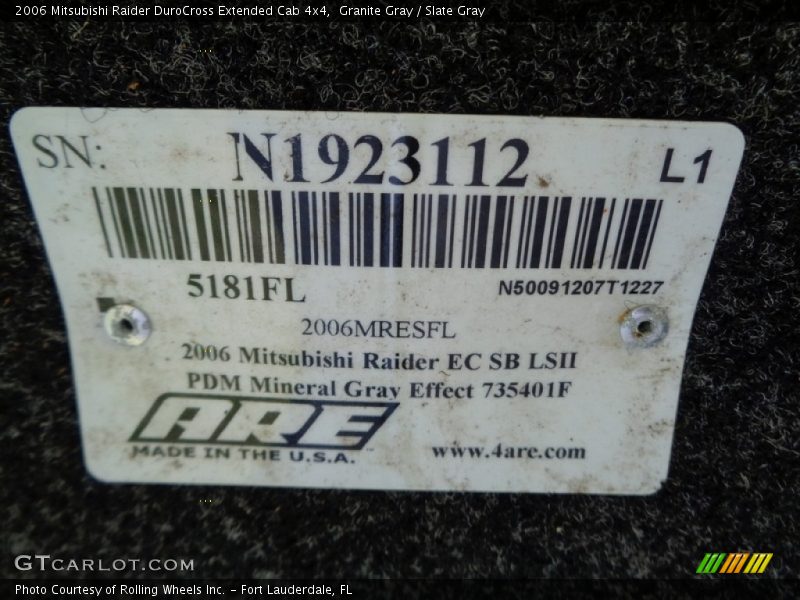 2006 Mitsubishi Raider DuroCross Extended Cab 4x4, Granite Gray / Slate Gray
SN: N1923112 L1
5181FL N50091207T1227
2006MRESFL
2006 Mitsubishi Raider EC SB LSII
PDM Mineral Gray Effect 735401F
ARE
MADE IN THE U.S.A. www.4are.com
GTCARLOT.COM
Photo Courtesy of Rolling Wheels Inc. – Fort Lauderdale, FL